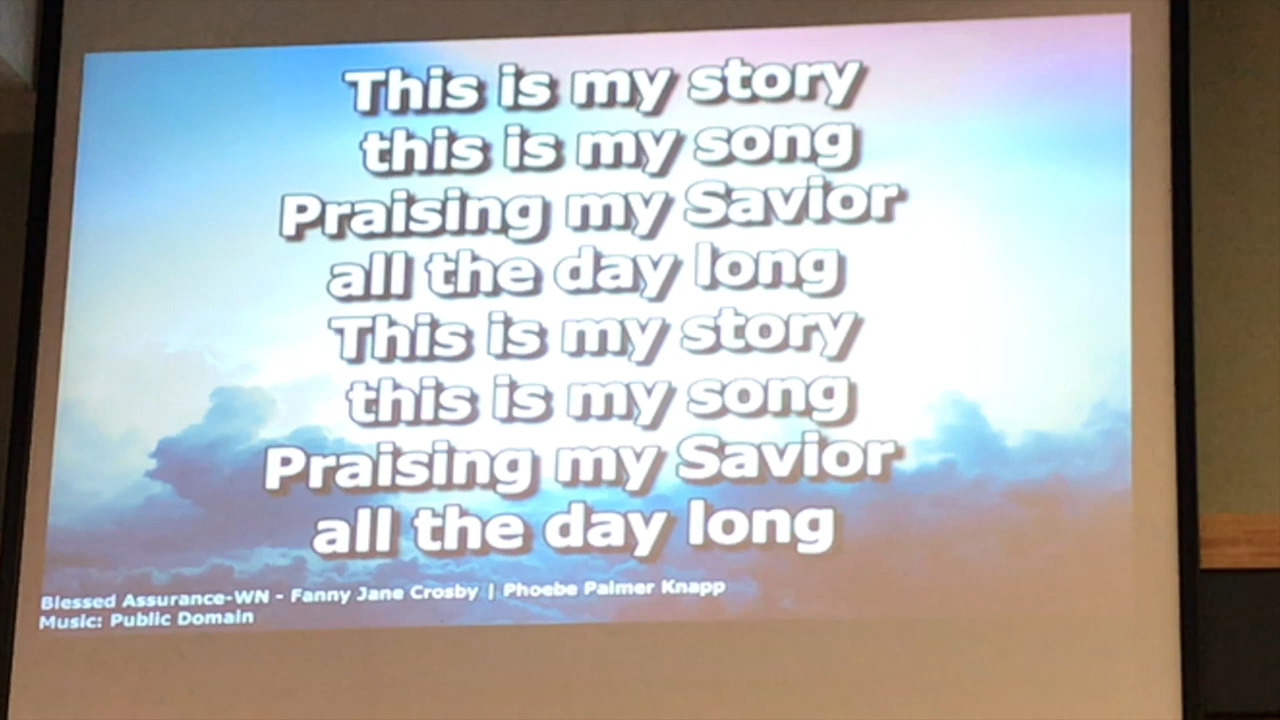 This is my story
this is my song
Praising my Savior
all the day long
This is my story
this is my song
Praising my Savior
all the day long
Blessed Assurance-WN - Fanny Jane Crosby | Phoebe Palmer Knapp
Music: Public Domain